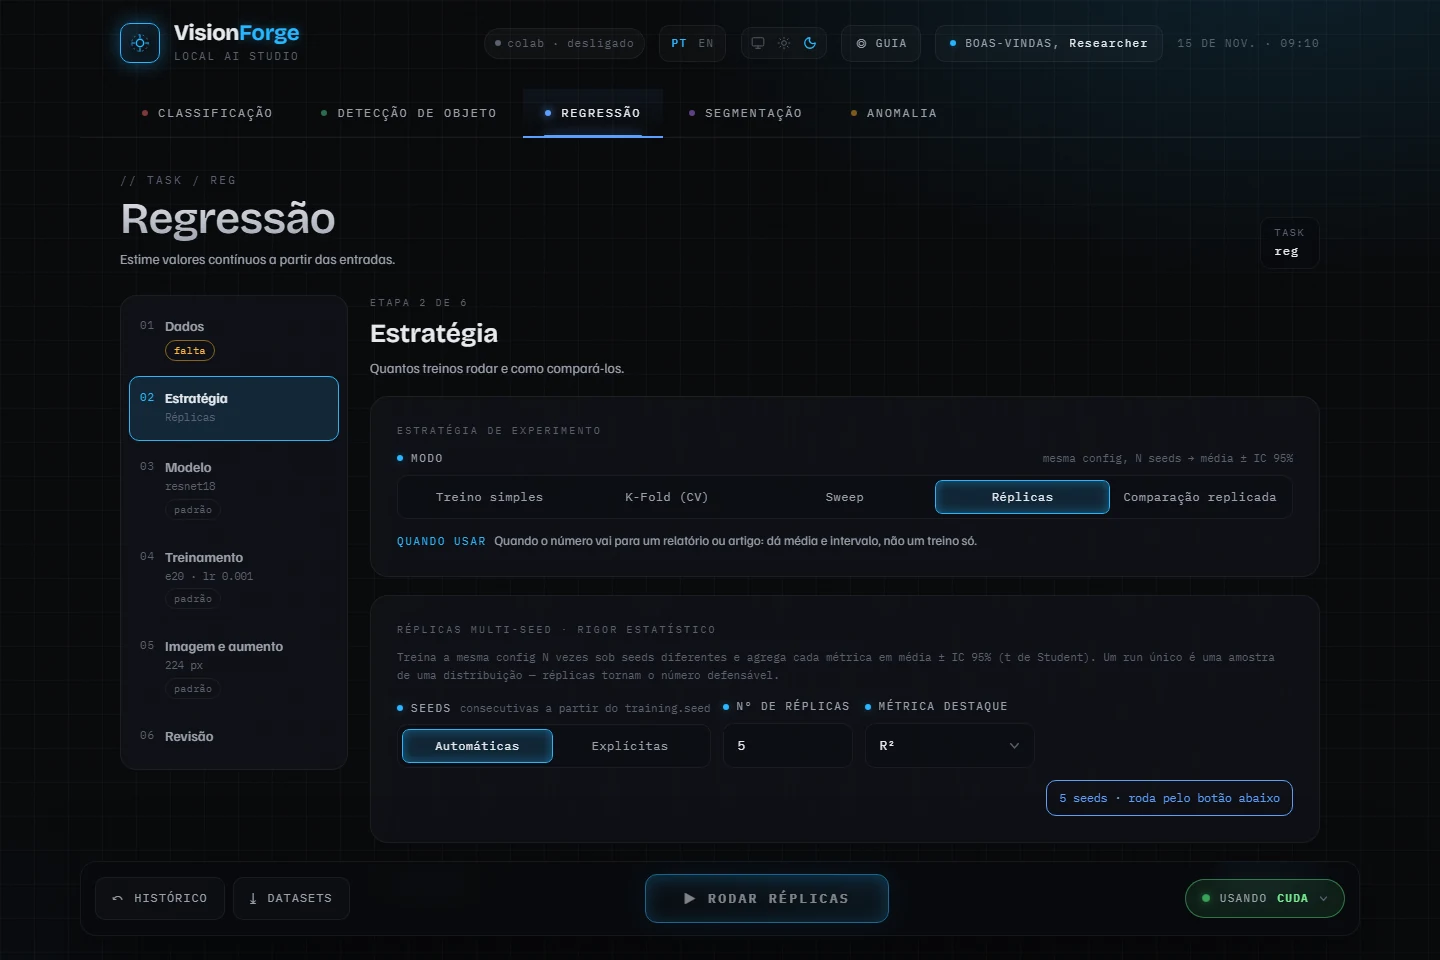 VisionForge
LOCAL AI STUDIO
colab · desligado
PT EN
GUIA
BOAS-VINDAS, Researcher
15 DE NOV. · 09:10
CLASSIFICAÇÃO
DETECÇÃO DE OBJETO
REGRESSÃO
SEGMENTAÇÃO
ANOMALIA
// TASK / REG
Regressão
Estime valores contínuos a partir das entradas.
TASK
reg
01 Dados
falta
02 Estratégia
Réplicas
03 Modelo
resnet18
padrão
04 Treinamento
e20 · lr 0.001
padrão
05 Imagem e aumento
224 px
padrão
06 Revisão
ETAPA 2 DE 6
Estratégia
Quantos treinos rodar e como compará-los.
ESTRATÉGIA DE EXPERIMENTO
MODO
mesma config, N seeds → média ± IC 95%
Treino simples
K-Fold (CV)
Sweep
Réplicas
Comparação replicada
QUANDO USAR Quando o número vai para um relatório ou artigo: dá média e intervalo, não um treino só.
RÉPLICAS MULTI-SEED · RIGOR ESTATÍSTICO
Treina a mesma config N vezes sob seeds diferentes e agrega cada métrica em média ± IC 95% (t de Student). Um run único é uma amostra
de uma distribuição — réplicas tornam o número defensável.
SEEDS consecutivas a partir do training.seed
Nº DE RÉPLICAS
MÉTRICA DESTAQUE
Automáticas
Explícitas
5
R²
5 seeds · roda pelo botão abaixo
HISTÓRICO
DATASETS
RODAR RÉPLICAS
USANDO CUDA